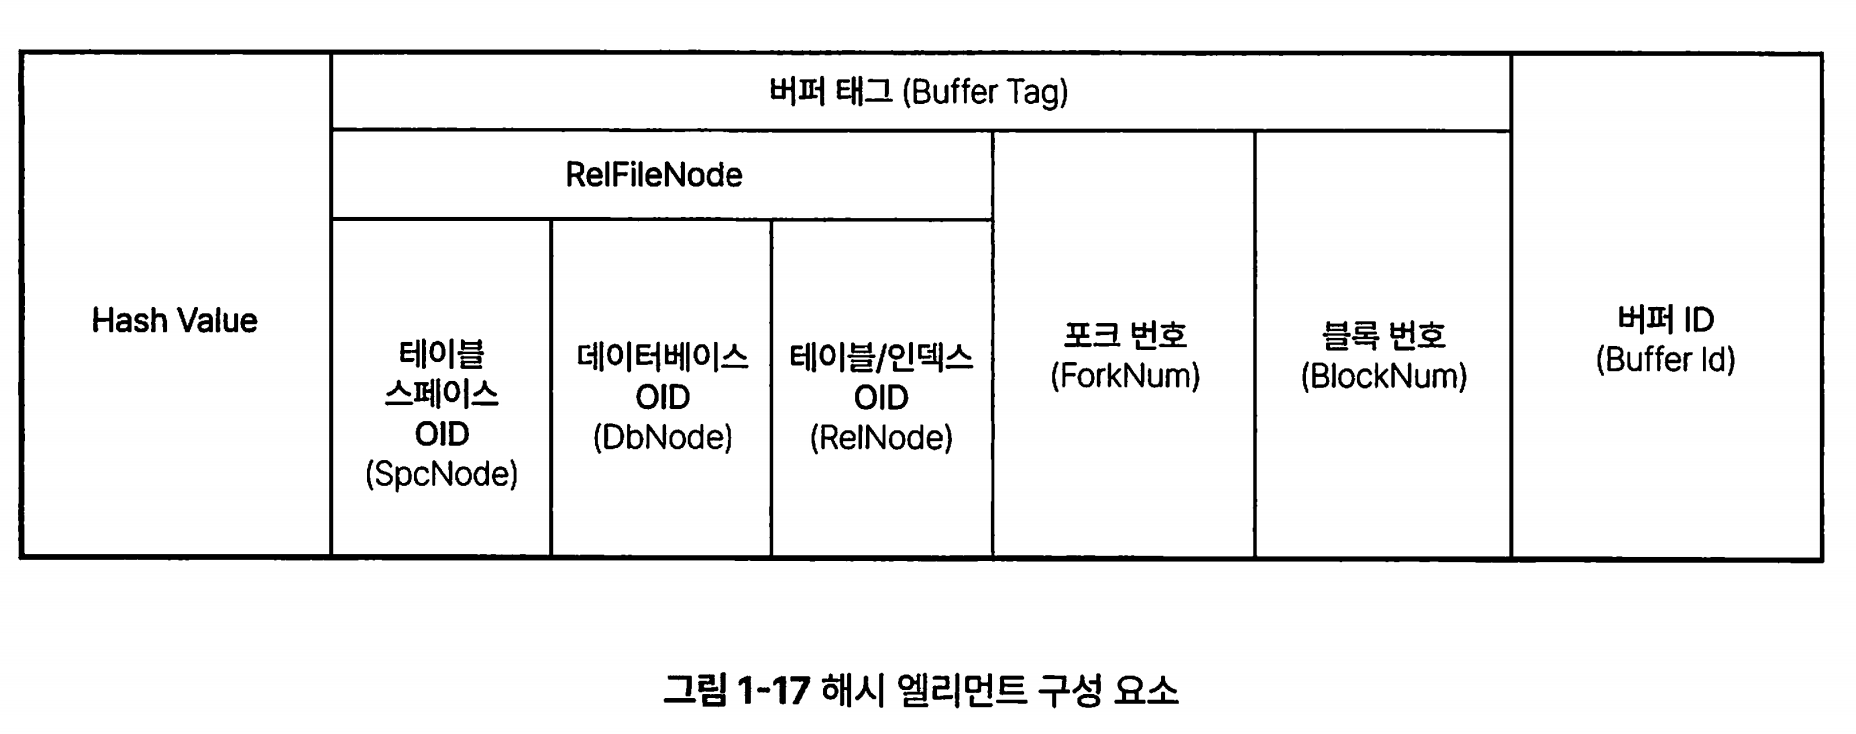 버퍼 태그 (Buffer Tag)
RelFileNode
Hash Value
테이블
스페이스
OID
(SpcNode)
데이터베이스
OID
(DbNode)
테이블/인덱스
OID
(RelNode)
포크 번호
(ForkNum)
블록 번호
(BlockNum)
버퍼 ID
(Buffer Id)
그림 1-17 해시 엘리먼트 구성 요소